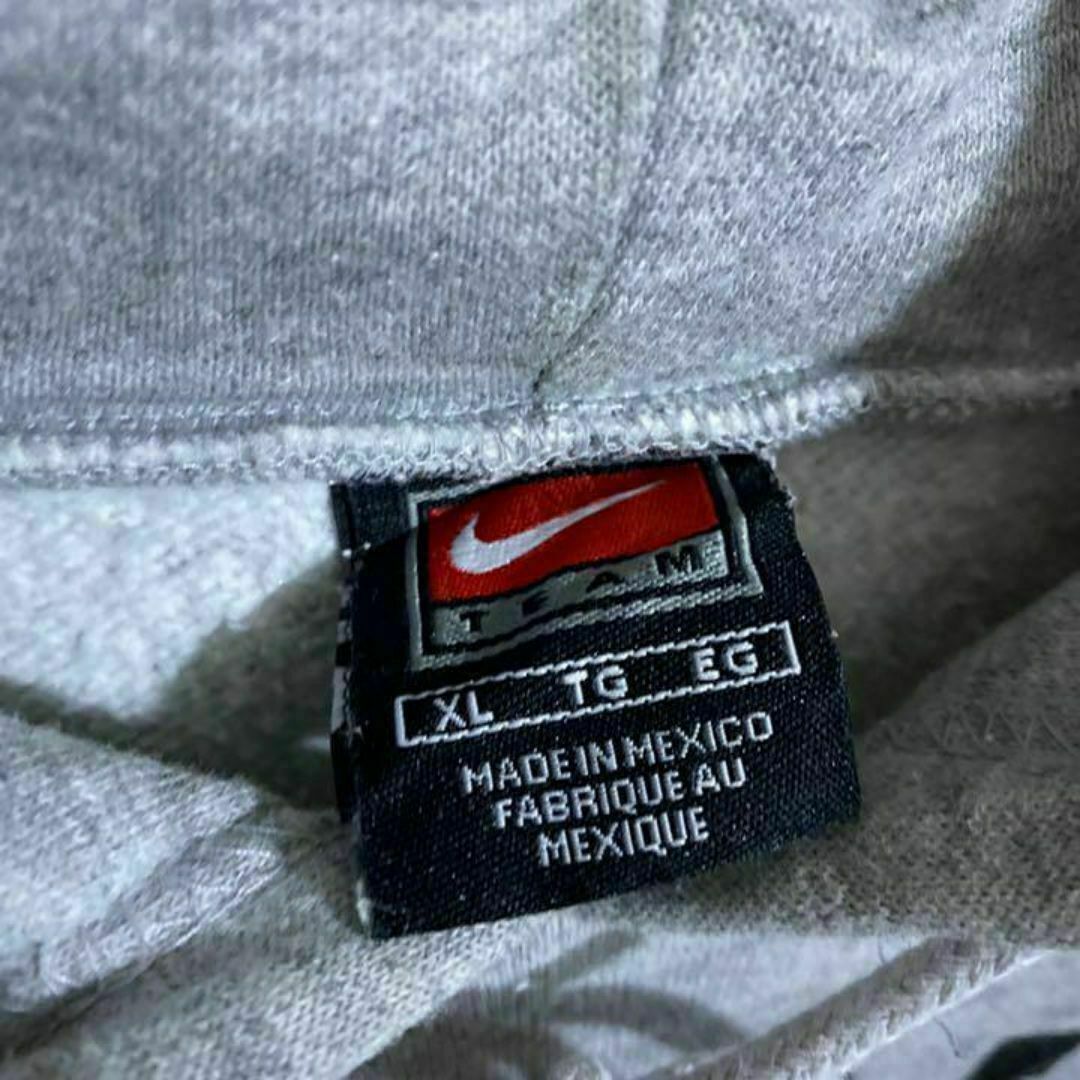 TEAM
XL TG EG
MADE IN MEXICO
FABRIQUE AU
MEXIQUE